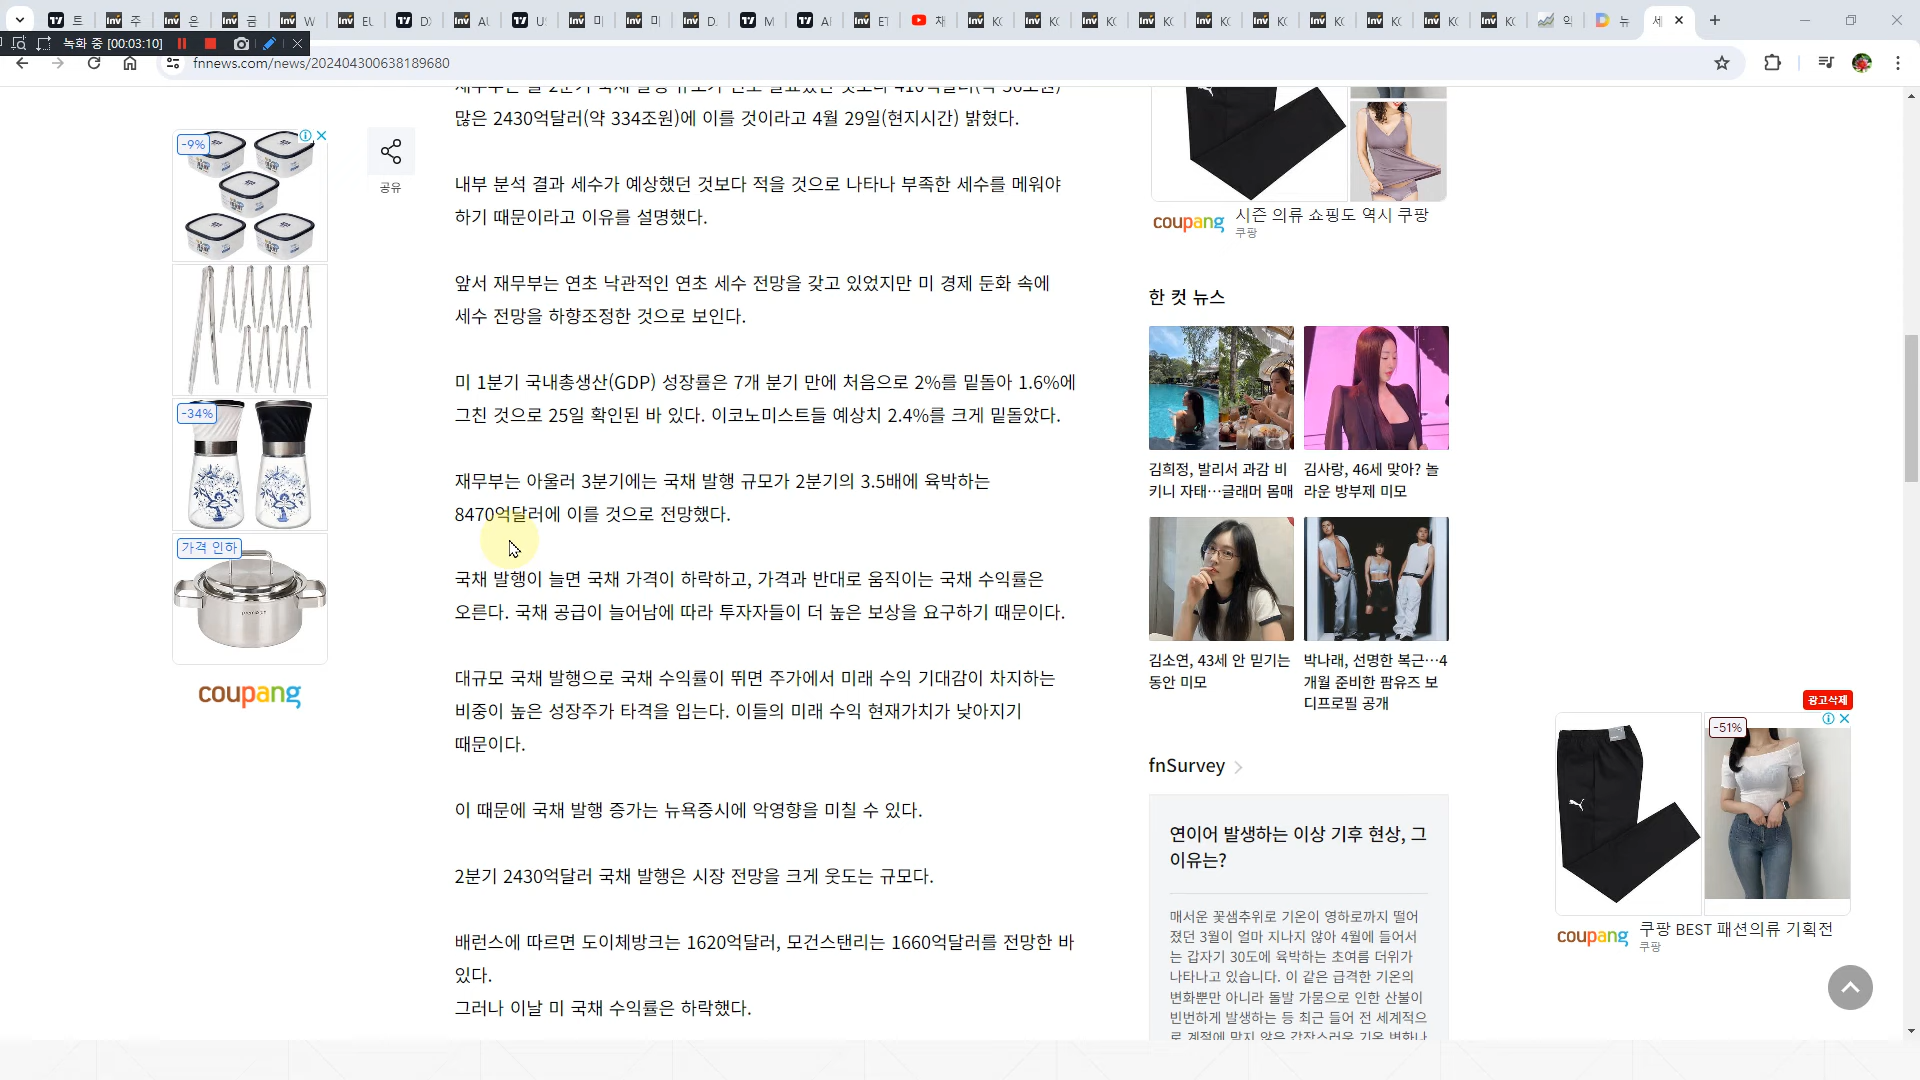 트
주
은
금
W
EU
DX
AU
US
미
미
D.
M
AI
ET
채
KC
KC
KC
KC
KC
KC
KC
KC
KC
KC
익
뉴
세
녹화 중 [00:03:10]
fnnews.com/news/202404300638189680
많은 2430억달러(약 334조원)에 이를 것이라고 4월 29일(현지시간) 밝혔다.
내부 분석 결과 세수가 예상했던 것보다 적을 것으로 나타나 부족한 세수를 메워야
하기 때문이라고 이유를 설명했다.
앞서 재무부는 연초 낙관적인 연초 세수 전망을 갖고 있었지만 미 경제 둔화 속에
세수 전망을 하향조정한 것으로 보인다.
미 1분기 국내총생산(GDP) 성장률은 7개 분기 만에 처음으로 2%를 밑돌아 1.6%에
그친 것으로 25일 확인된 바 있다. 이코노미스트들 예상치 2.4%를 크게 밑돌았다.
재무부는 아울러 3분기에는 국채 발행 규모가 2분기의 3.5배에 육박하는
8470억달러에 이를 것으로 전망했다.
국채 발행이 늘면 국채 가격이 하락하고, 가격과 반대로 움직이는 국채 수익률은
오른다. 국채 공급이 늘어남에 따라 투자자들이 더 높은 보상을 요구하기 때문이다.
대규모 국채 발행으로 국채 수익률이 뛰면 주가에서 미래 수익 기대감이 차지하는
비중이 높은 성장주가 타격을 입는다. 이들의 미래 수익 현재가치가 낮아지기
때문이다.
이 때문에 국채 발행 증가는 뉴욕증시에 악영향을 미칠 수 있다.
2분기 2430억달러 국채 발행은 시장 전망을 크게 웃도는 규모다.
배런스에 따르면 도이체방크는 1620억달러, 모건스탠리는 1660억달러를 전망한 바
있다.
그러나 이날 미 국채 수익률은 하락했다.
공유
-9%
-34%
가격 인하
coupang
coupang
시즌 의류 쇼핑도 역시 쿠팡
쿠팡
한 컷 뉴스
김희정, 발리서 과감 비
키니 자태…글래머 몸매
김사랑, 46세 맞아? 놀
라운 방부제 미모
김소연, 43세 안 믿기는
동안 미모
박나래, 선명한 복근…4
개월 준비한 팜유즈 보
디프로필 공개
fnSurvey
연이어 발생하는 이상 기후 현상, 그
이유는?
매서운 꽃샘추위로 기온이 영하로까지 떨어
졌던 3월이 얼마 지나지 않아 4월에 들어서
는 갑자기 30도에 육박하는 초여름 더위가
나타나고 있습니다. 이 같은 급격한 기온의
변화뿐만 아니라 돌발 가뭄으로 인한 산불이
빈번하게 발생하는 등 최근 들어 전 세계적으
광고삭제
-51%
coupang
쿠팡 BEST 패션의류 기획전
쿠팡